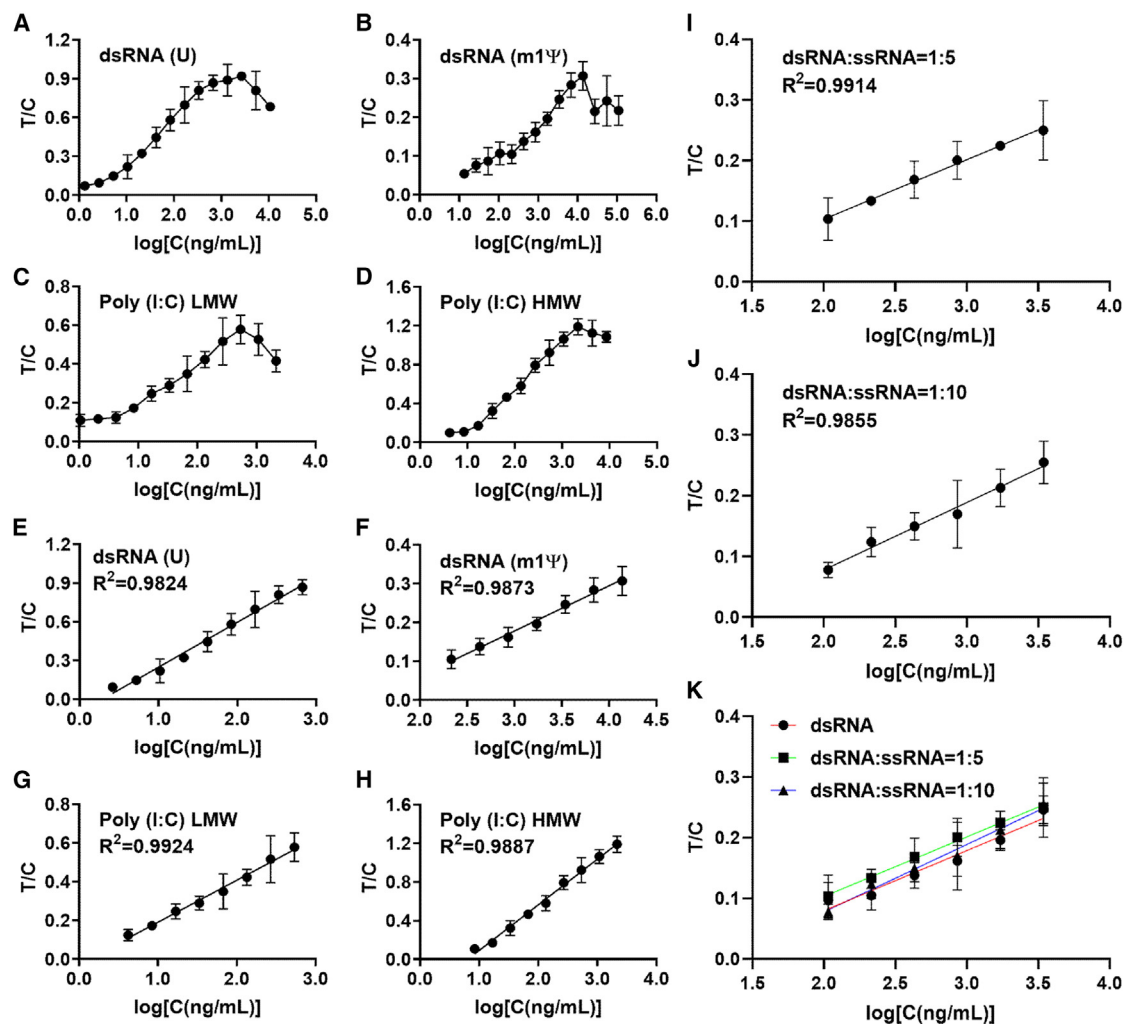 A
dsRNA (U)
T/C
1.2
0.9
0.6
0.3
0.0
0.0 1.0 2.0 3.0 4.0 5.0
log[C(ng/mL)]
B
dsRNA (m1Ψ)
T/C
0.4
0.3
0.2
0.1
0.0
0.0 1.0 2.0 3.0 4.0 5.0 6.0
log[C(ng/mL)]
C
Poly (I:C) LMW
T/C
0.8
0.6
0.4
0.2
0.0
0.0 1.0 2.0 3.0 4.0
log[C(ng/mL)]
D
Poly (I:C) HMW
T/C
1.6
1.2
0.8
0.4
0.0
0.0 1.0 2.0 3.0 4.0 5.0
log[C(ng/mL)]
E
dsRNA (U)
R²=0.9824
T/C
1.2
0.9
0.6
0.3
0.0
0.0 1.0 2.0 3.0
log[C(ng/mL)]
F
dsRNA (m1Ψ)
R²=0.9873
T/C
0.4
0.3
0.2
0.1
0.0
2.0 2.5 3.0 3.5 4.0 4.5
log[C(ng/mL)]
G
Poly (I:C) LMW
R²=0.9924
T/C
0.8
0.6
0.4
0.2
0.0
0.0 1.0 2.0 3.0
log[C(ng/mL)]
H
Poly (I:C) HMW
R²=0.9887
T/C
1.6
1.2
0.8
0.4
0.0
0.0 1.0 2.0 3.0 4.0
log[C(ng/mL)]
I
dsRNA:ssRNA=1:5
R²=0.9914
T/C
0.4
0.3
0.2
0.1
0.0
1.5 2.0 2.5 3.0 3.5 4.0
log[C(ng/mL)]
J
dsRNA:ssRNA=1:10
R²=0.9855
T/C
0.4
0.3
0.2
0.1
0.0
1.5 2.0 2.5 3.0 3.5 4.0
log[C(ng/mL)]
K
dsRNA
dsRNA:ssRNA=1:5
dsRNA:ssRNA=1:10
T/C
0.4
0.3
0.2
0.1
0.0
1.5 2.0 2.5 3.0 3.5 4.0
log[C(ng/mL)]